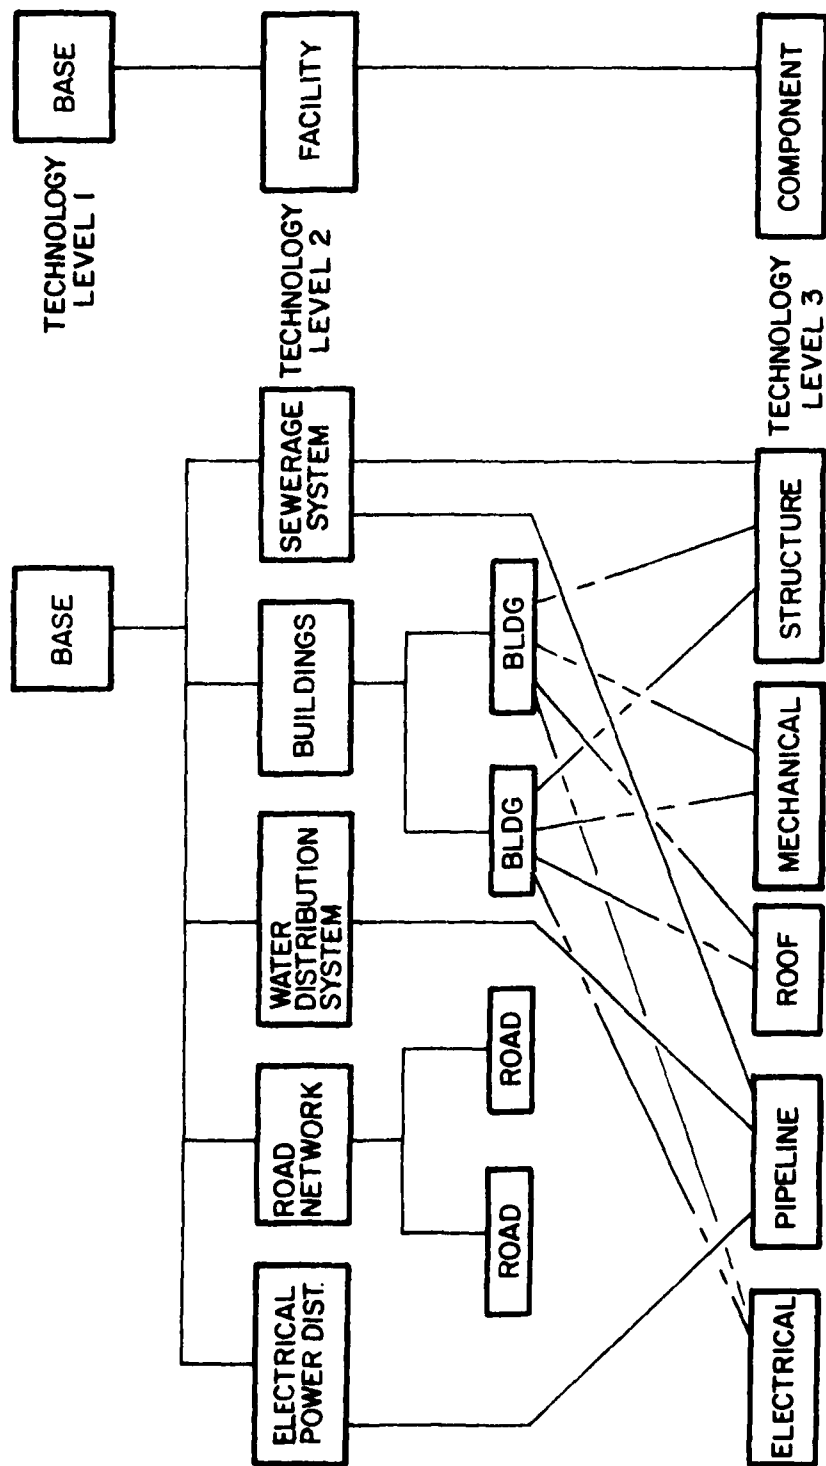 BASE
ELECTRICAL
POWER DIST.
ROAD
NETWORK
WATER
DISTRIBUTION
SYSTEM
BUILDINGS
SEWERAGE
SYSTEM
ROAD
ROAD
BLDG
BLDG
ELECTRICAL
PIPELINE
ROOF
MECHANICAL
STRUCTURE
TECHNOLOGY
LEVEL 1
BASE
TECHNOLOGY
LEVEL 2
FACILITY
TECHNOLOGY
LEVEL 3
COMPONENT